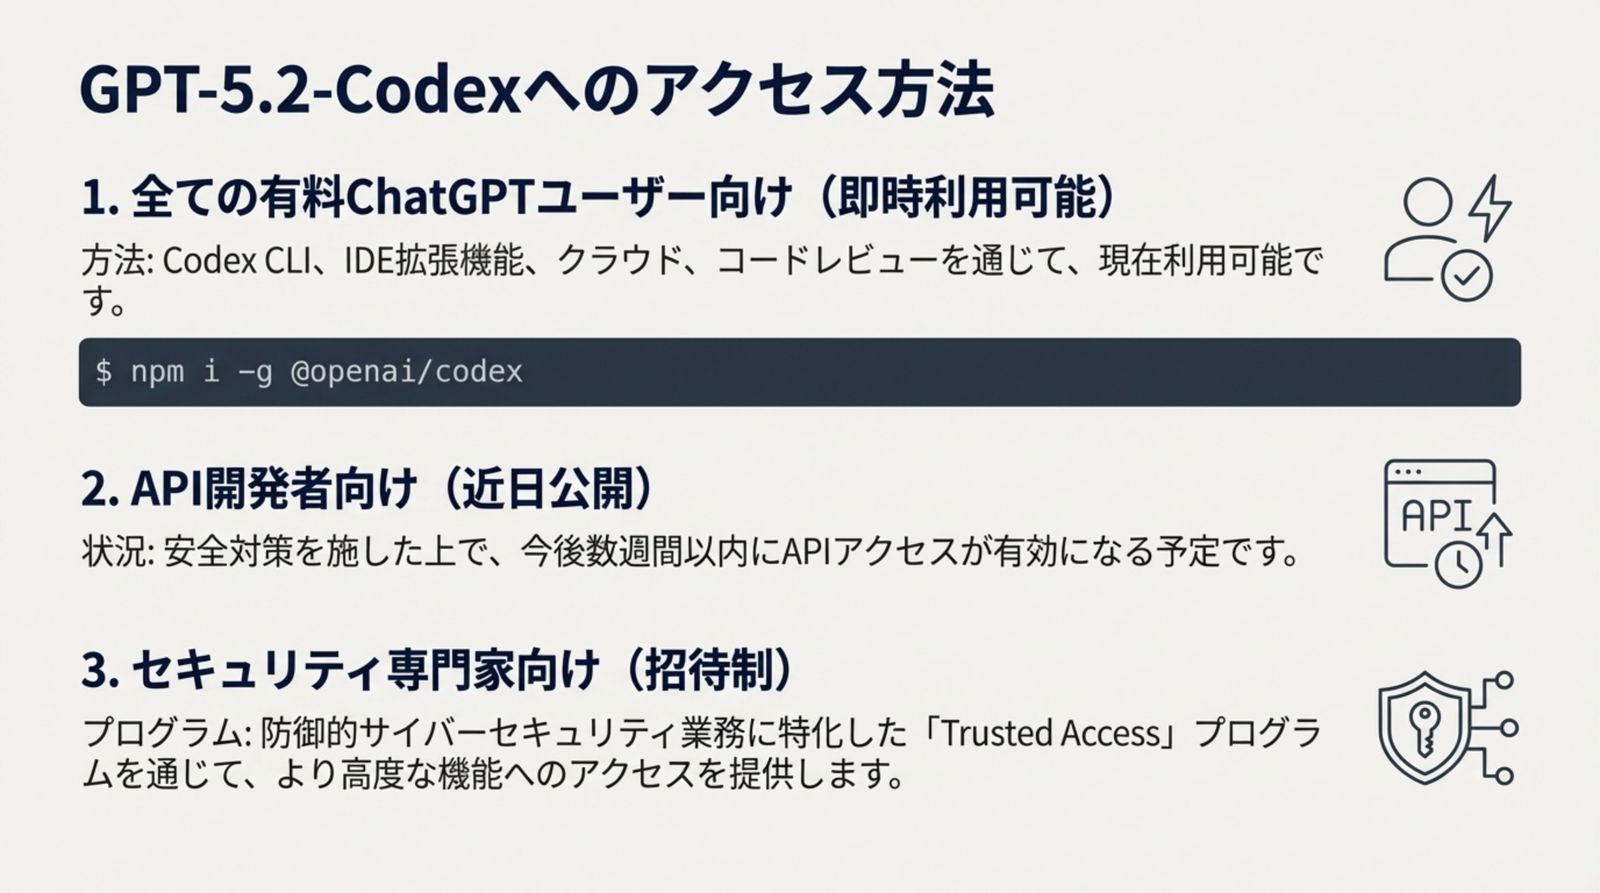 GPT-5.2-Codexへのアクセス方法
1. 全ての有料ChatGPTユーザー向け（即時利用可能）
方法: Codex CLI、IDE拡張機能、クラウド、コードレビューを通じて、現在利用可能で
す。
$ npm i -g @openai/codex
2. API開発者向け（近日公開）
状況: 安全対策を施した上で、今後数週間以内にAPIアクセスが有効になる予定です。
API
3. セキュリティ専門家向け（招待制）
プログラム: 防御的サイバーセキュリティ業務に特化した「Trusted Access」プログラ
ムを通じて、より高度な機能へのアクセスを提供します。